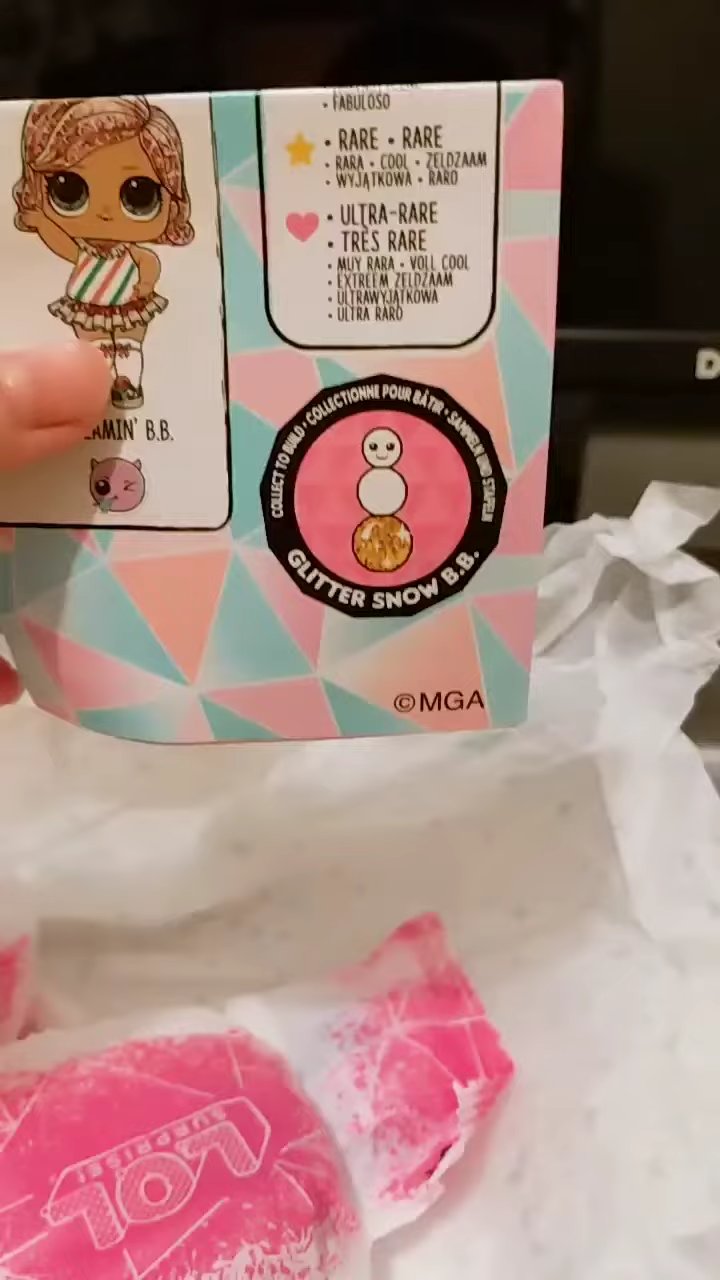 • FABULOSO
• RARE • RARE
• RARA • COOL • ZELDZAAM
• WYJĄTKOWA • RARO
• ULTRA-RARE
• TRÈS RARE
• MUY RARA • VOLL COOL
• EXTREEM ZELDZAAM
• ULTRAWYJĄTKOWA
• ULTRA RARO
AMIN' B.B.
COLLECT TO BUILD • COLLECTIONNE POUR BÂTIR • SAMMELN UND STAPELN
GLITTER SNOW B.B.
©MGA
LOL
SURPRISE!
D